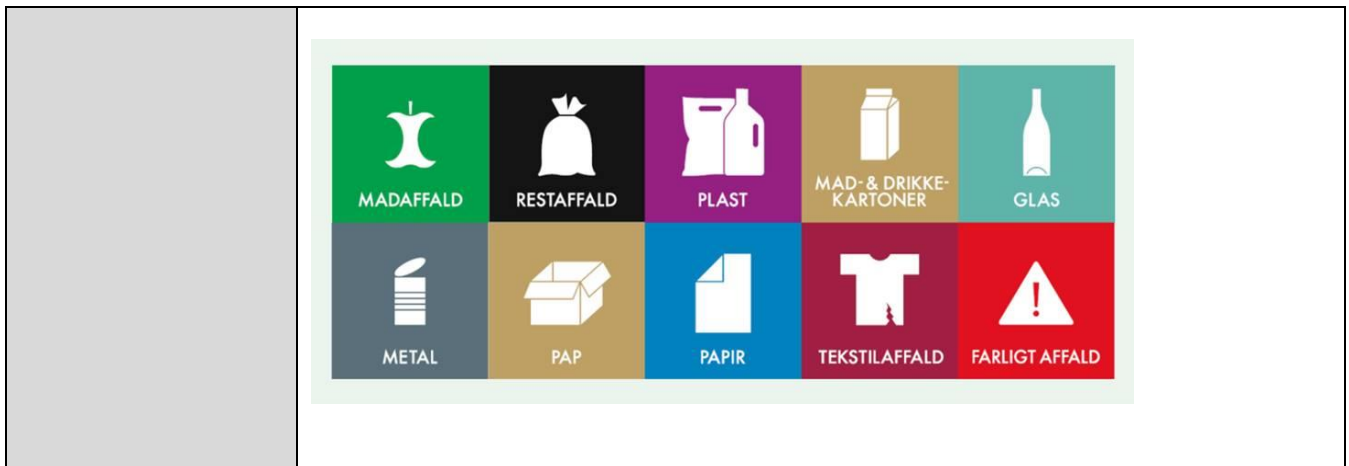 MADAFFALD
RESTAFFALD
PLAST
MAD- & DRIKKE-
KARTONER
GLAS
METAL
PAP
PAPIR
TEKSTILAFFALD
FARLIGT AFFALD